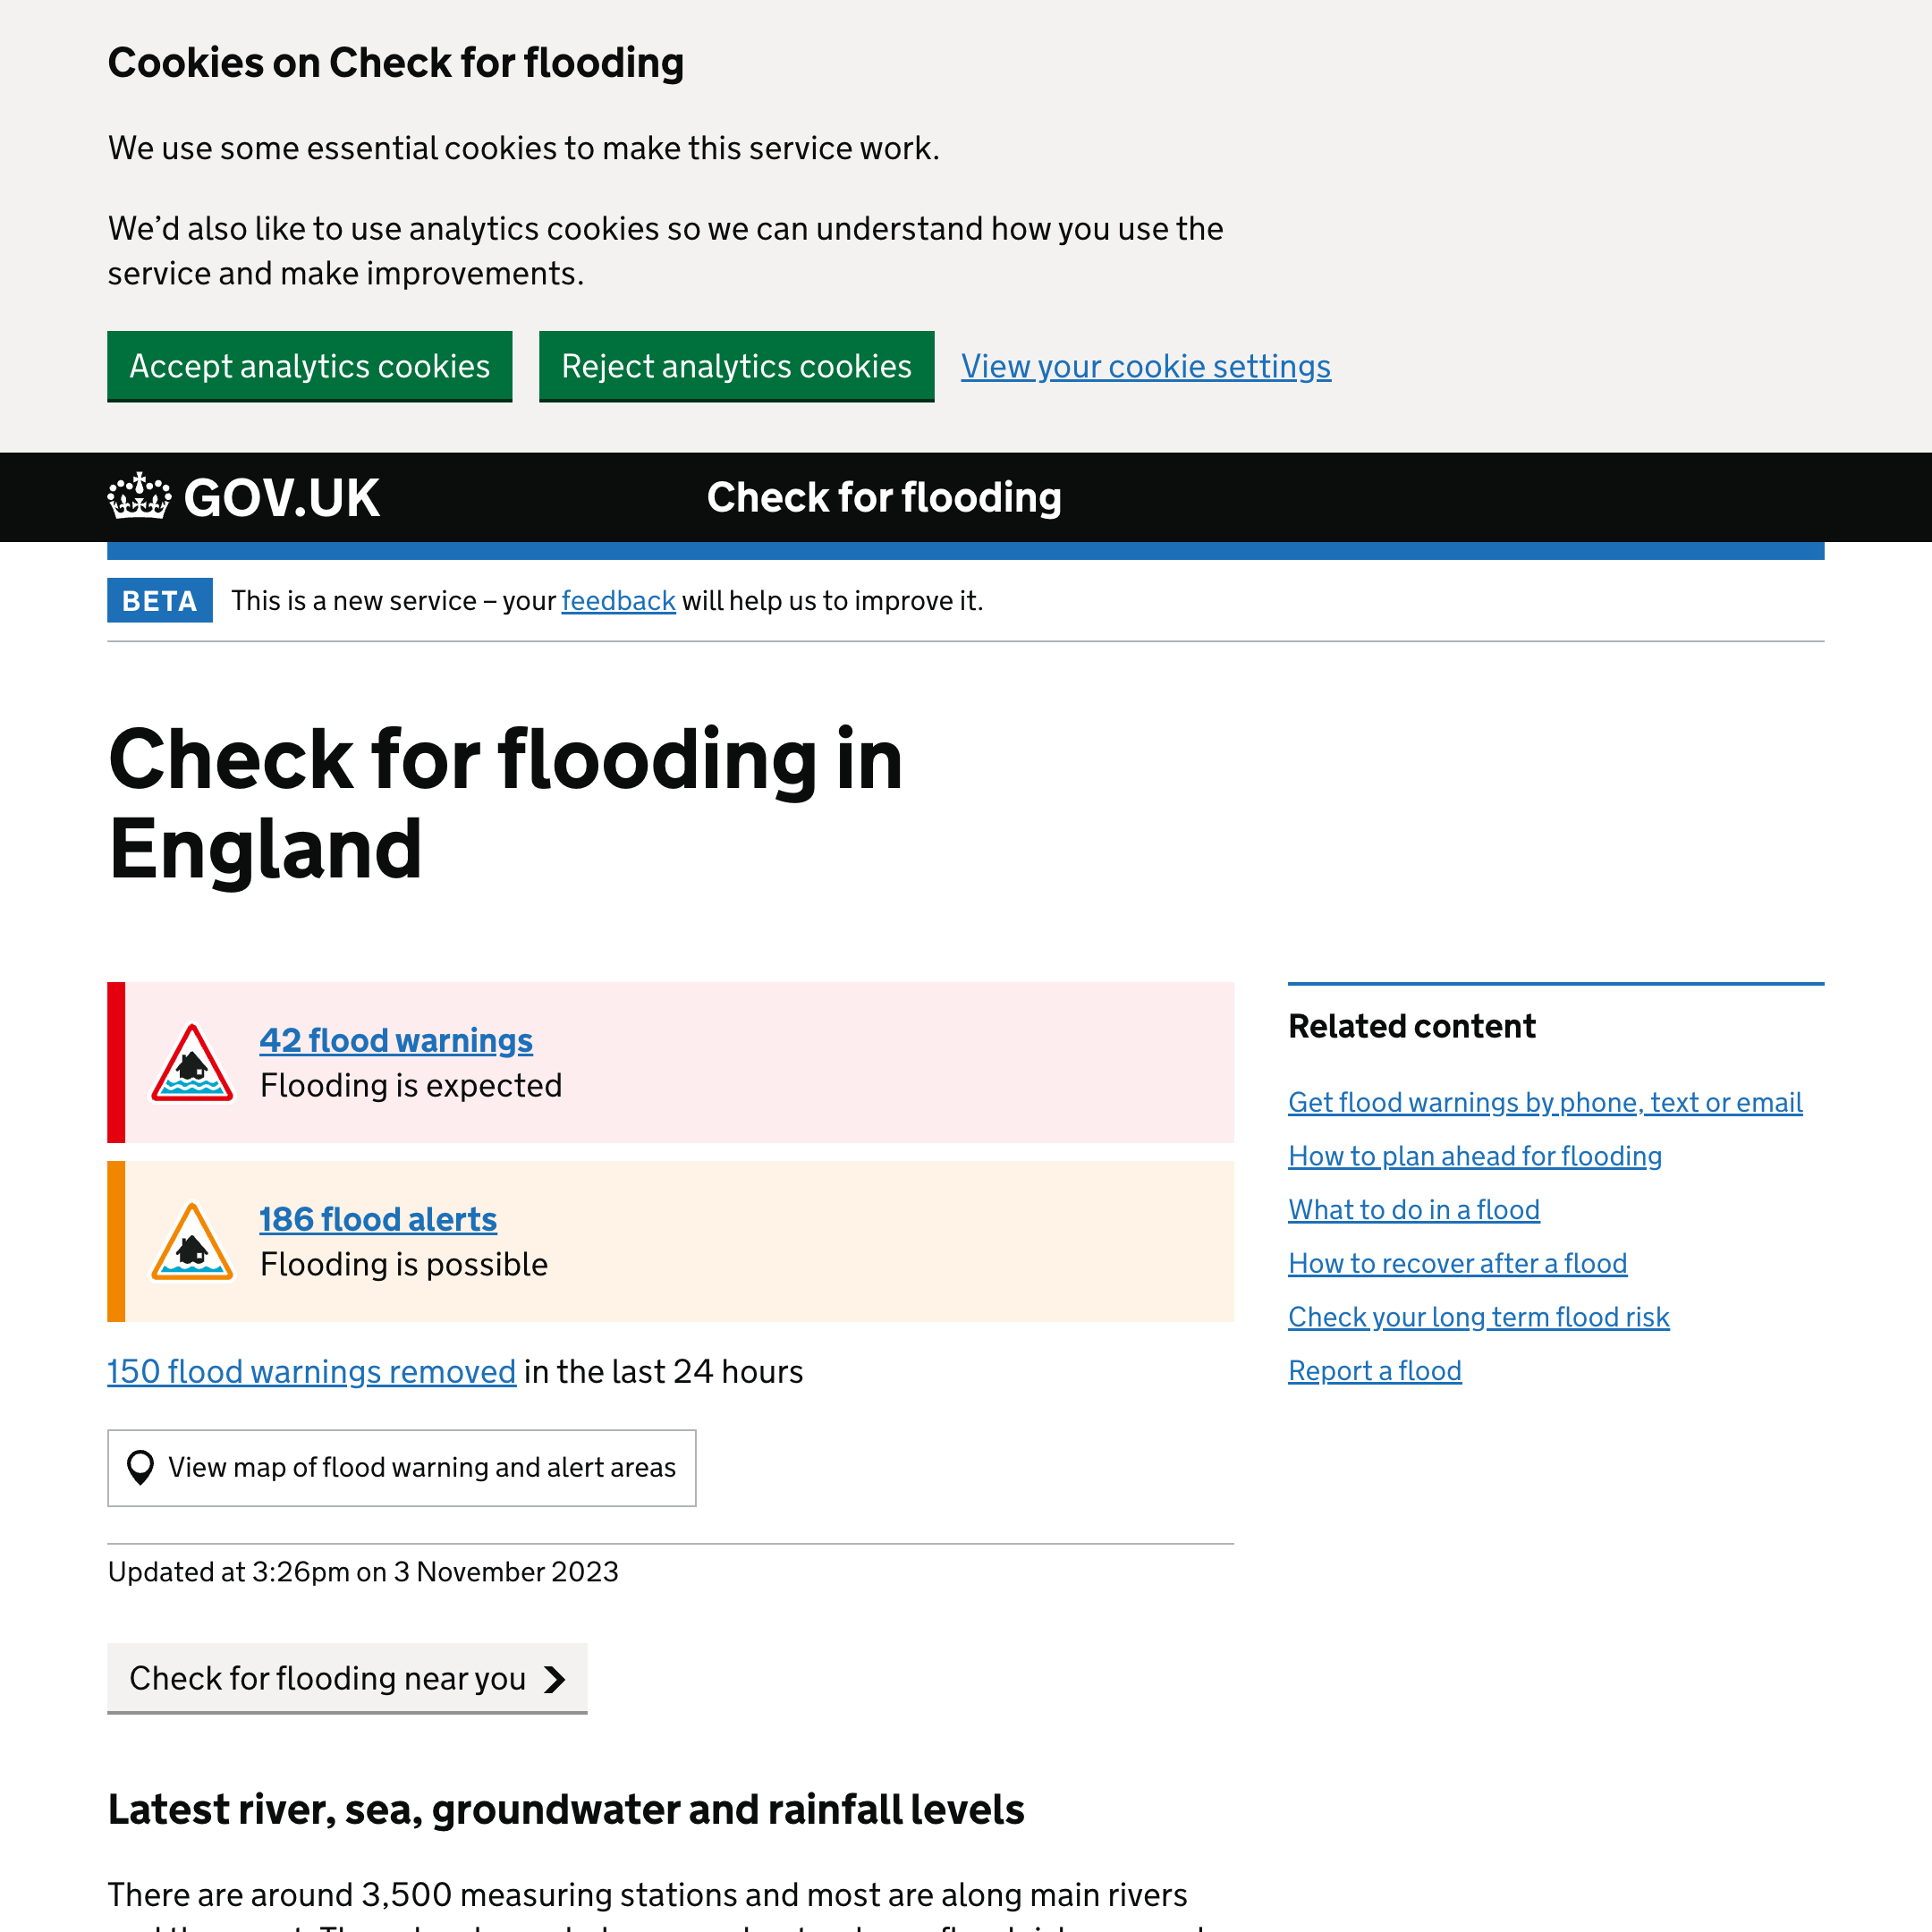 Cookies on Check for flooding
We use some essential cookies to make this service work.
We’d also like to use analytics cookies so we can understand how you use the
service and make improvements.
Accept analytics cookies
Reject analytics cookies
View your cookie settings
GOV.UK
Check for flooding
BETA
This is a new service – your feedback will help us to improve it.
Check for flooding in
England
42 flood warnings
Flooding is expected
186 flood alerts
Flooding is possible
150 flood warnings removed in the last 24 hours
View map of flood warning and alert areas
Updated at 3:26pm on 3 November 2023
Check for flooding near you
Related content
Get flood warnings by phone, text or email
How to plan ahead for flooding
What to do in a flood
How to recover after a flood
Check your long term flood risk
Report a flood
Latest river, sea, groundwater and rainfall levels
There are around 3,500 measuring stations and most are along main rivers